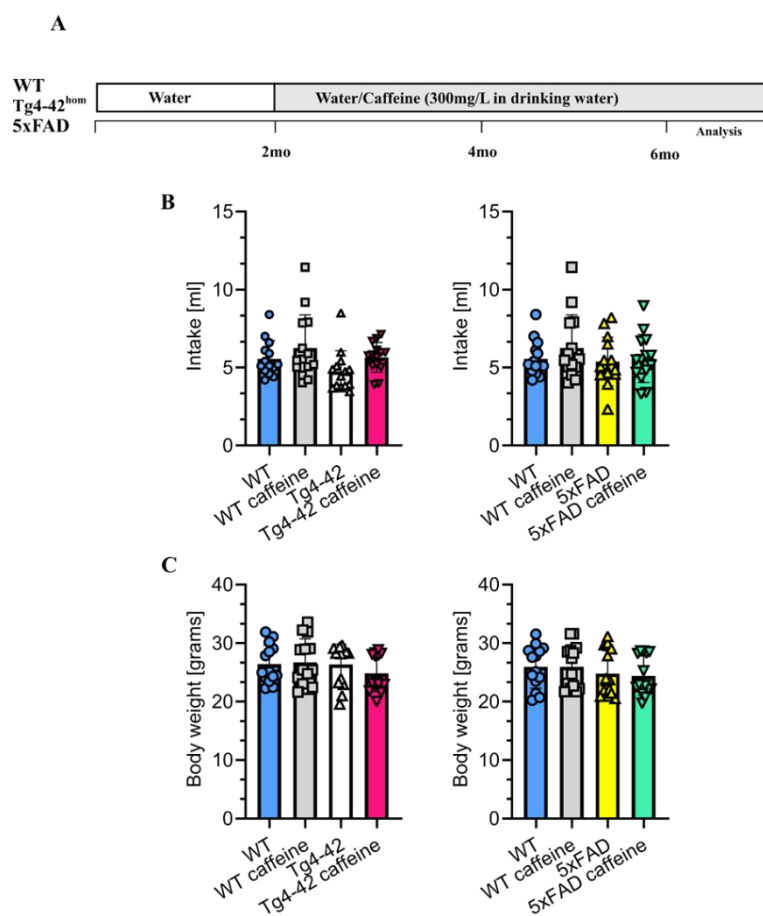 A
WT
Tg4-42hom
5xFAD
Water
Water/Caffeine (300mg/L in drinking water)
2mo
4mo
6mo
Analysis
B
Intake [ml]
15
10
5
0
WT
WT caffeine
Tg4-42
Tg4-42 caffeine
Intake [ml]
15
10
5
0
WT
WT caffeine
5xFAD
5xFAD caffeine
C
Body weight [grams]
40
30
20
10
0
WT
WT caffeine
Tg4-42
Tg4-42 caffeine
Body weight [grams]
40
30
20
10
0
WT
WT caffeine
5xFAD
5xFAD caffeine